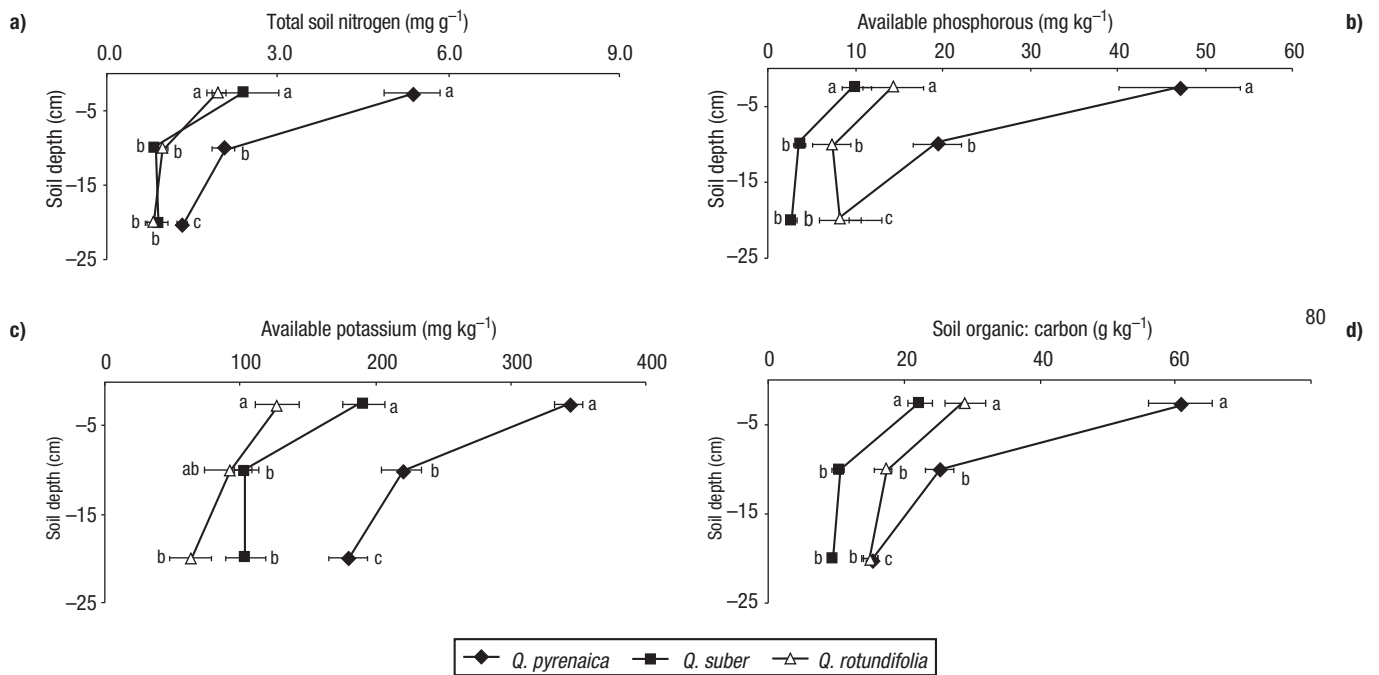 a)
Total soil nitrogen (mg g⁻¹)
0.0 3.0 6.0 9.0
Soil depth (cm)
–5
–15
–25
a a a
b b b
b b c
b)
Available phosphorous (mg kg⁻¹)
0 10 20 30 40 50 60
Soil depth (cm)
–5
–15
–25
a a a
b b b
b b c
c)
Available potassium (mg kg⁻¹)
0 100 200 300 400
Soil depth (cm)
–5
–15
–25
a a a
ab b b
b b c
d)
Soil organic: carbon (g kg⁻¹)
0 20 40 60 80
Soil depth (cm)
–5
–15
–25
a a a
b b b
b b c
Q. pyrenaica Q. suber Q. rotundifolia